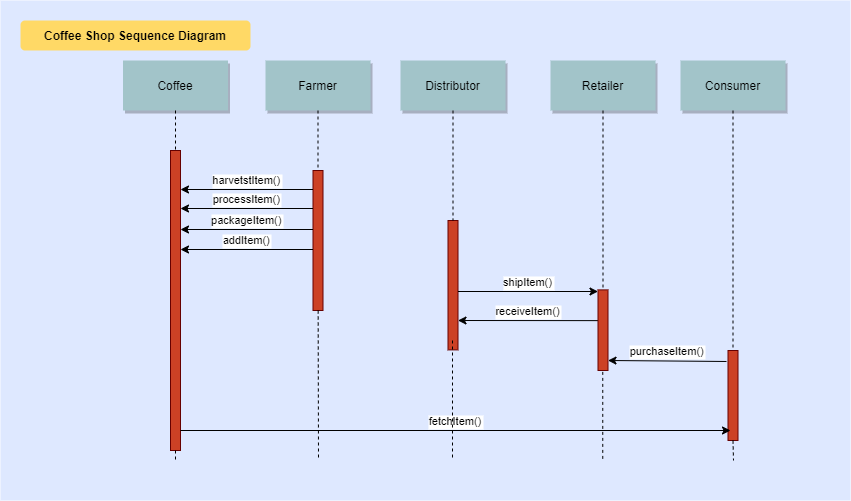 Coffee Shop Sequence Diagram
Coffee
Farmer
Distributor
Retailer
Consumer
harvetstItem()
processItem()
packageItem()
addItem()
shipItem()
receiveItem()
purchaseItem()
fetchItem()